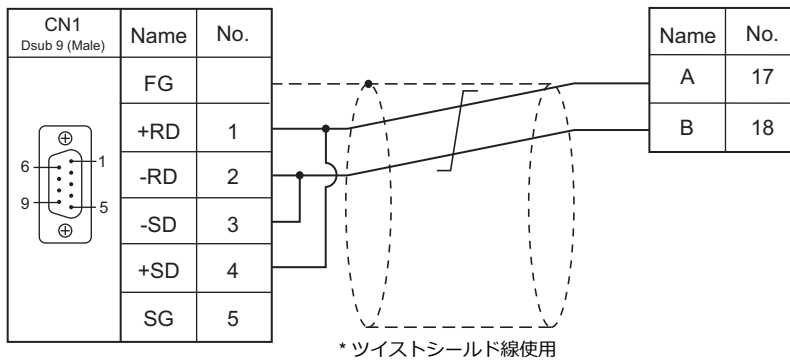 CN1
Dsub 9 (Male)
Name No.
FG
+RD 1
-RD 2
-SD 3
+SD 4
SG 5
6 1
9 5
Name No.
A 17
B 18
* ツイストシールド線使用